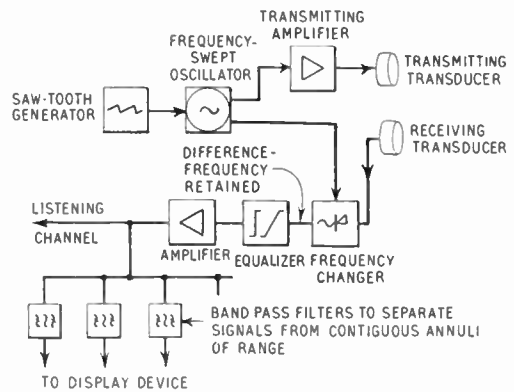 TRANSMITTING
AMPLIFIER
FREQUENCY-
SWEPT
OSCILLATOR
TRANSMITTING
TRANSDUCER
SAW-TOOTH
GENERATOR
RECEIVING
TRANSDUCER
DIFFERENCE-
FREQUENCY
RETAINED
LISTENING
CHANNEL
AMPLIFIER
EQUALIZER
FREQUENCY
CHANGER
BAND PASS FILTERS TO SEPARATE
SIGNALS FROM CONTIGUOUS ANNULI
OF RANGE
TO DISPLAY DEVICE